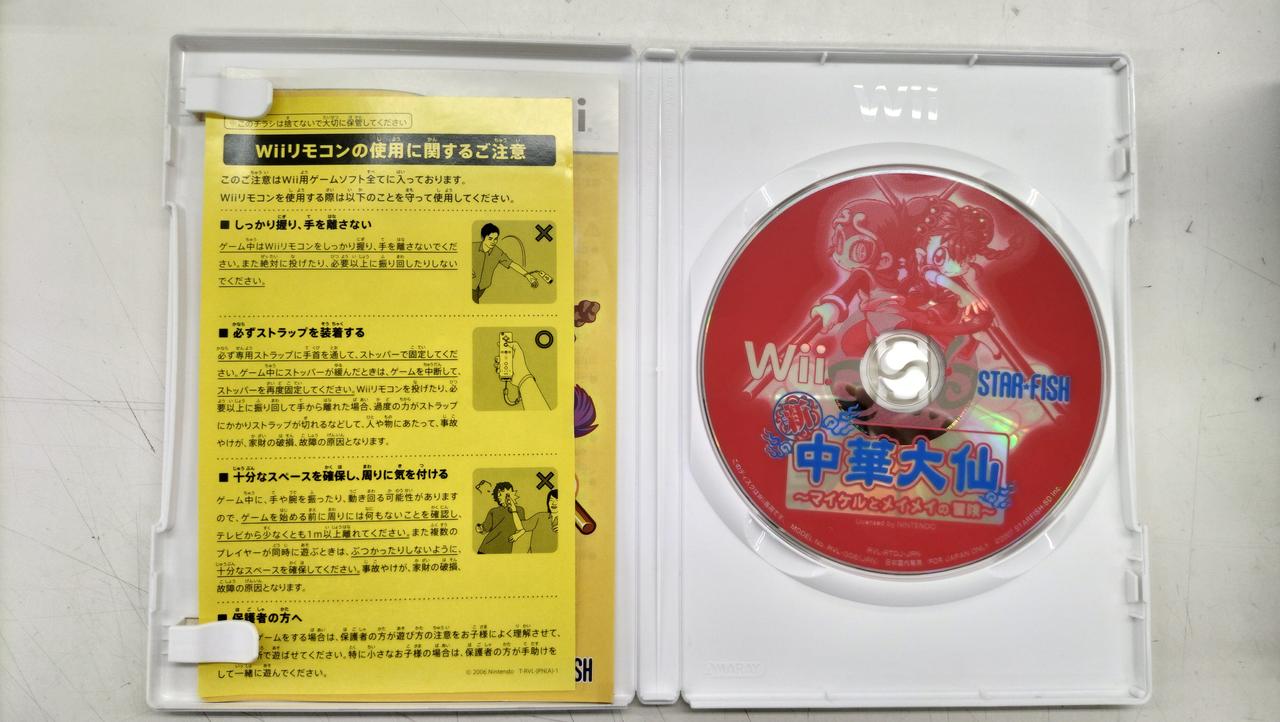 このチラシは捨てないで大切に保管してください
Wiiリモコンの使用に関するご注意
このご注意はWii用ゲームソフト全てに入っております。
Wiiリモコンを使用する際は以下のことを守って使用してください。
■ しっかり握り、手を離さない
ゲーム中はWiiリモコンをしっかり握り、手を離さないでくだ
さい。また絶対に投げたり、必要以上に振り回したりしない
でください。
■ 必ずストラップを装着する
必ず専用ストラップに手首を通して、ストッパーで固定してくだ
さい。ゲーム中にストッパーが緩んだときは、ゲームを中断して、
ストッパーを再度固定してください。Wiiリモコンを投げたり、必
要以上に振り回して手から離れた場合、過度の力がストラップ
にかかりストラップが切れるなどして、人や物にあたって、事故
やけが、家財の破損、故障の原因となります。
■ 十分なスペースを確保し、周りに気を付ける
ゲーム中に、手や腕を振ったり、動き回る可能性があります
ので、ゲームを始める前に周りには何もないことを確認し、
テレビから少なくとも1m以上離れてください。また複数の
プレイヤーが同時に遊ぶときは、ぶつかったりしないように、
十分なスペースを確保してください。事故やけが、家財の破損、
故障の原因となります。
■ 保護者の方へ
ゲームをする場合は、保護者の方が遊び方の注意をお子様によく理解させて、
で遊ばせてください。特に小さなお子様の場合は、保護者の方が手助けを
して一緒に遊んでください。
© 2006 Nintendo T-RVL-JPN(A)-1
i.
SH
Wii
Wii
STAR★FISH
新
中華大仙
～マイケルとメイメイの冒険～
Licensed by NINTENDO
RVL-RTGJ-JPN
日本国内専用 FOR JAPAN ONLY
AMARAY